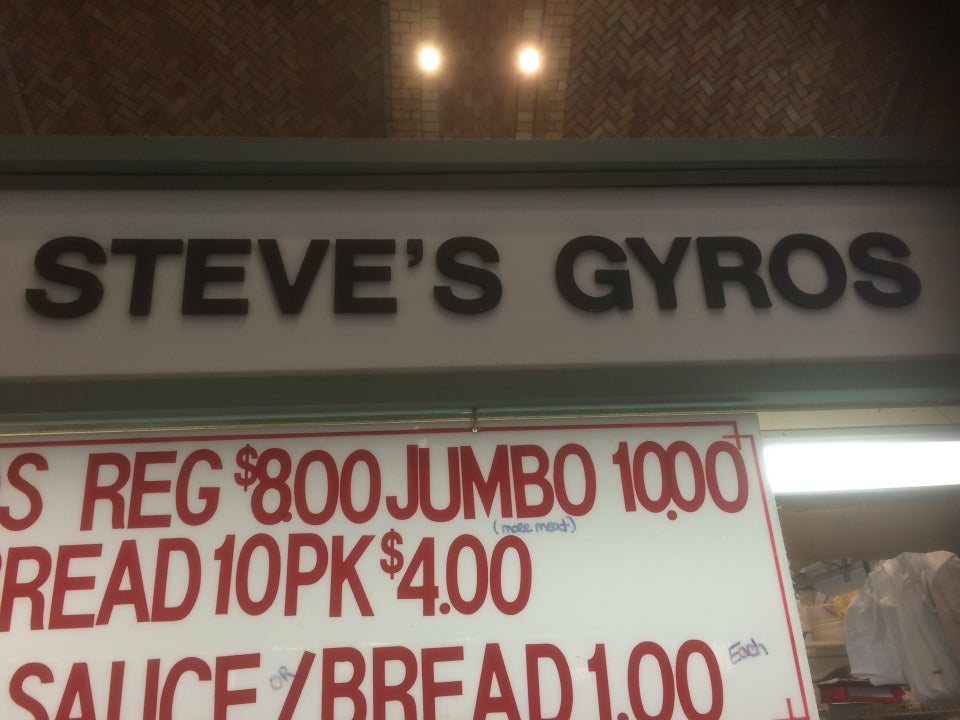 STEVE'S GYROS
S REG $8.00 JUMBO 10.00
(more meat)
READ 10PK $4.00
SAUCE OR / BREAD 1.00 Each